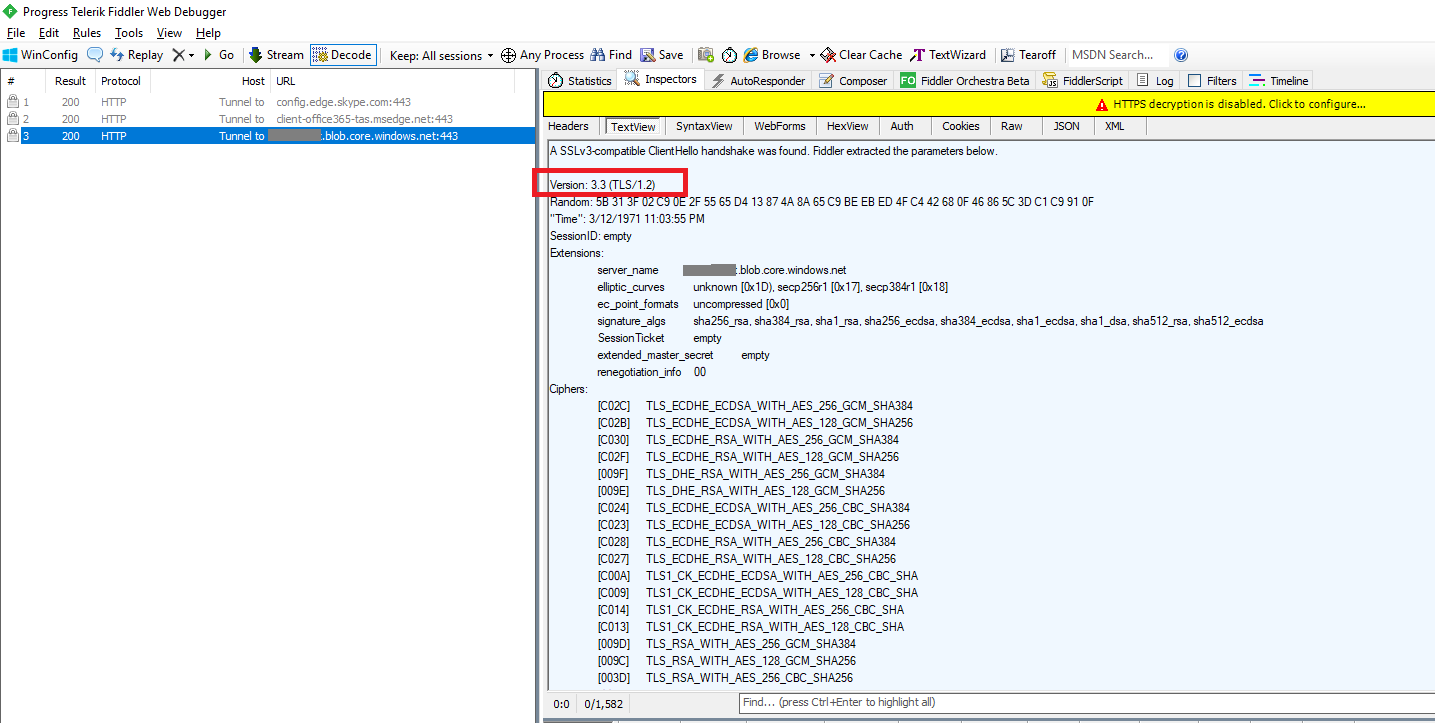 Progress Telerik Fiddler Web Debugger
File Edit Rules Tools View Help
WinConfig Replay Go Stream Decode Keep: All sessions Any Process Find Save Browse Clear Cache TextWizard Tearoff MSDN Search...
# Result Protocol Host URL
1 200 HTTP Tunnel to config.edge.skype.com:443
2 200 HTTP Tunnel to client-office365-tas.msedge.net:443
3 200 HTTP Tunnel to .blob.core.windows.net:443
Statistics Inspectors AutoResponder Composer FO Fiddler Orchestra Beta FiddlerScript Log Filters Timeline
HTTPS decryption is disabled. Click to configure...
Headers TextView SyntaxView WebForms HexView Auth Cookies Raw JSON XML
A SSLv3-compatible ClientHello handshake was found. Fiddler extracted the parameters below.
Version: 3.3 (TLS/1.2)
Random: 5B 31 3F 02 C9 0E 2F 55 65 D4 13 87 4A 8A 65 C9 BE EB ED 4F C4 42 68 0F 46 86 5C 3D C1 C9 91 0F
"Time": 3/12/1971 11:03:55 PM
SessionID: empty
Extensions:
server_name .blob.core.windows.net
elliptic_curves unknown [0x1D), secp256r1 [0x17], secp384r1 [0x18]
ec_point_formats uncompressed [0x0]
signature_algs sha256_rsa, sha384_rsa, sha1_rsa, sha256_ecdsa, sha384_ecdsa, sha1_ecdsa, sha1_dsa, sha512_rsa, sha512_ecdsa
SessionTicket empty
extended_master_secret empty
renegotiation_info 00
Ciphers:
[C02C] TLS_ECDHE_ECDSA_WITH_AES_256_GCM_SHA384
[C02B] TLS_ECDHE_ECDSA_WITH_AES_128_GCM_SHA256
[C030] TLS_ECDHE_RSA_WITH_AES_256_GCM_SHA384
[C02F] TLS_ECDHE_RSA_WITH_AES_128_GCM_SHA256
[009F] TLS_DHE_RSA_WITH_AES_256_GCM_SHA384
[009E] TLS_DHE_RSA_WITH_AES_128_GCM_SHA256
[C024] TLS_ECDHE_ECDSA_WITH_AES_256_CBC_SHA384
[C023] TLS_ECDHE_ECDSA_WITH_AES_128_CBC_SHA256
[C028] TLS_ECDHE_RSA_WITH_AES_256_CBC_SHA384
[C027] TLS_ECDHE_RSA_WITH_AES_128_CBC_SHA256
[C00A] TLS1_CK_ECDHE_ECDSA_WITH_AES_256_CBC_SHA
[C009] TLS1_CK_ECDHE_ECDSA_WITH_AES_128_CBC_SHA
[C014] TLS1_CK_ECDHE_RSA_WITH_AES_256_CBC_SHA
[C013] TLS1_CK_ECDHE_RSA_WITH_AES_128_CBC_SHA
[009D] TLS_RSA_WITH_AES_256_GCM_SHA384
[009C] TLS_RSA_WITH_AES_128_GCM_SHA256
[003D] TLS_RSA_WITH_AES_256_CBC_SHA256
0:0 0/1,582 Find... (press Ctrl+Enter to highlight all)